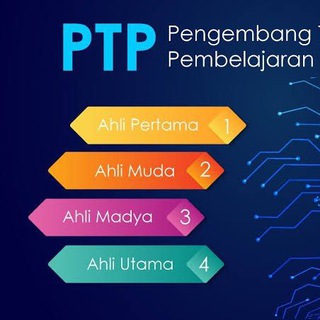 PTP
Pengembang
Pembelajaran
Ahli Pertama 1
Ahli Muda 2
Ahli Madya 3
Ahli Utama 4